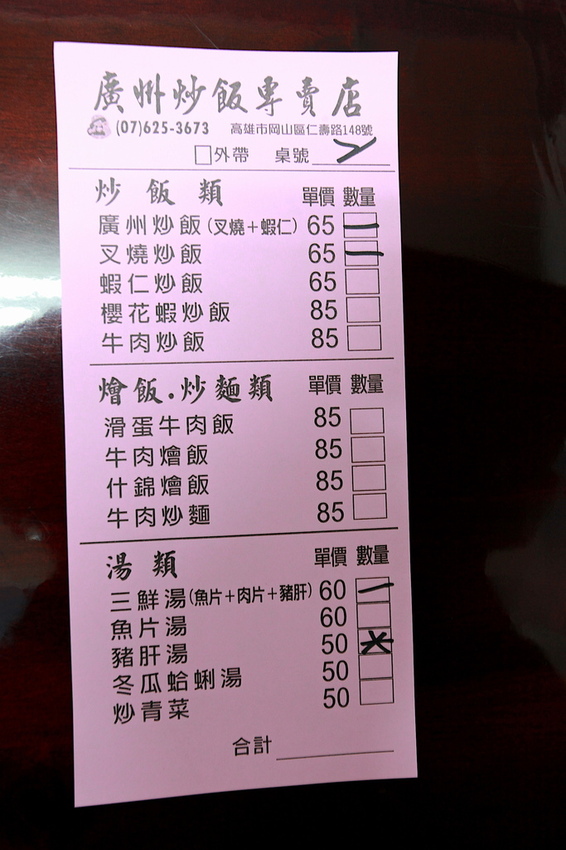 廣州炒飯專賣店
(07)625-3673 高雄市岡山區仁壽路148號
外帶 桌號
炒飯類 單價 數量
廣州炒飯(叉燒+蝦仁) 65 一
叉燒炒飯 65 一
蝦仁炒飯 65
櫻花蝦炒飯 85
牛肉炒飯 85
燴飯.炒麵類 單價 數量
滑蛋牛肉飯 85
牛肉燴飯 85
什錦燴飯 85
牛肉炒麵 85
湯類 單價 數量
三鮮湯(魚片+肉片+豬肝) 60 一
魚片湯 60
豬肝湯 50
冬瓜蛤蜊湯 50
炒青菜 50
合計